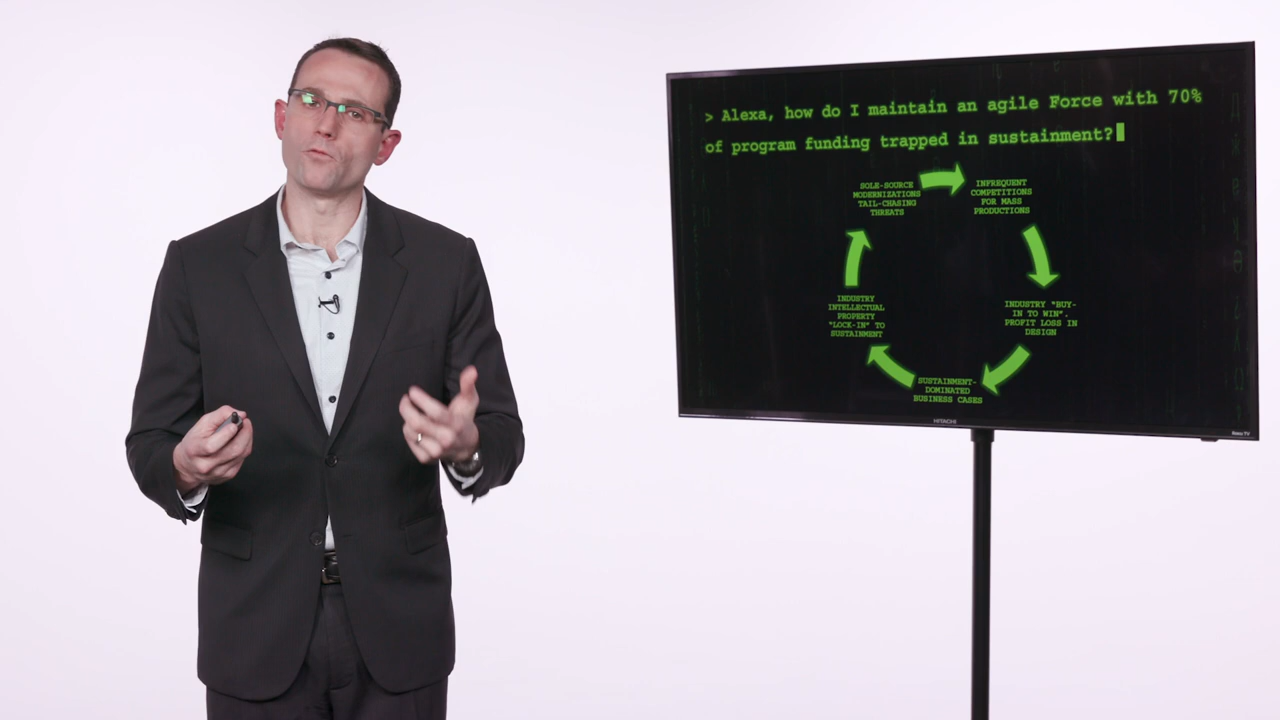 > Alexa, how do I maintain an agile Force with 70%
of program funding trapped in sustainment?
SOLE-SOURCE
MODERNIZATIONS
TAIL-CHASING
THREATS
INFREQUENT
COMPETITIONS
FOR MASS
PRODUCTIONS
INDUSTRY "BUY-
IN TO WIN".
PROFIT LOSS IN
DESIGN
SUSTAINMENT-
DOMINATED
BUSINESS CASES
INDUSTRY
INTELLECTUAL
PROPERTY
"LOCK-IN" TO
SUSTAINMENT
HITACHI
Roku TV